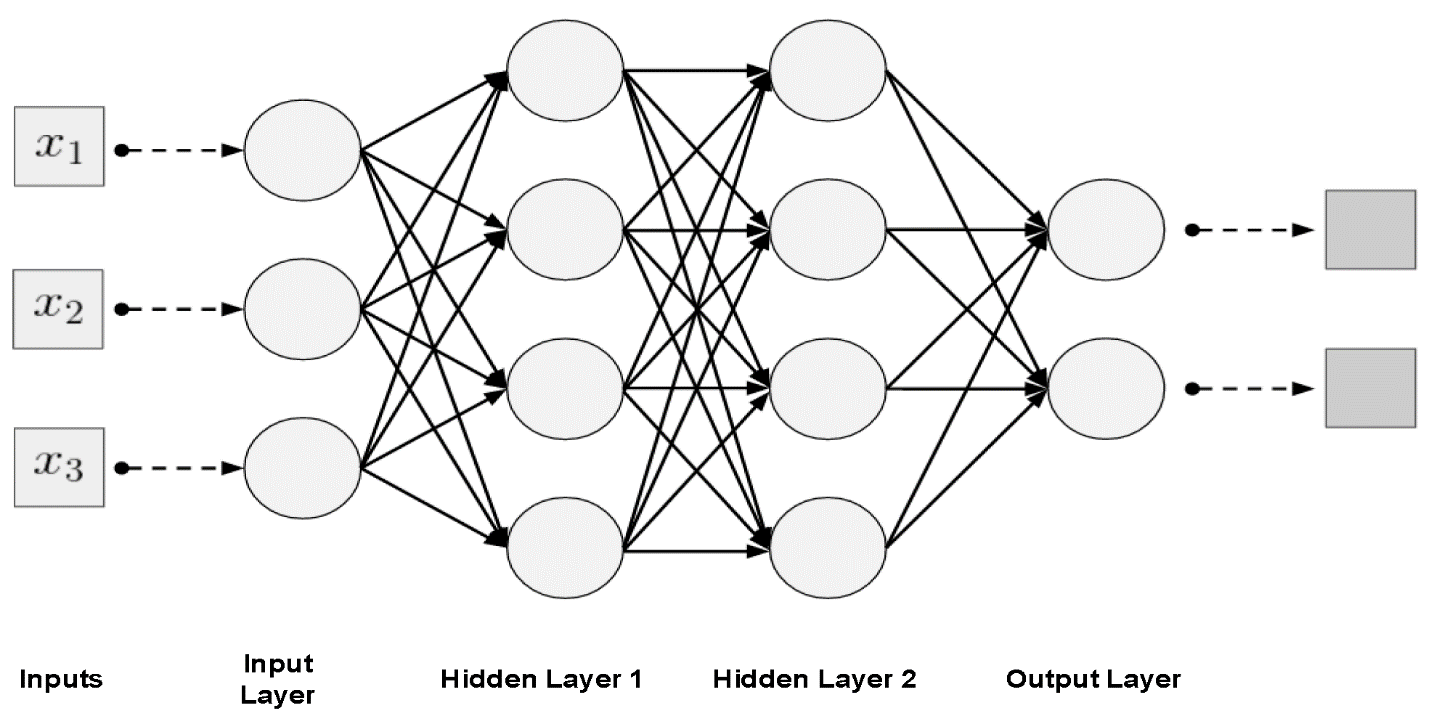 x1
x2
x3
Inputs
Input
Layer
Hidden Layer 1
Hidden Layer 2
Output Layer